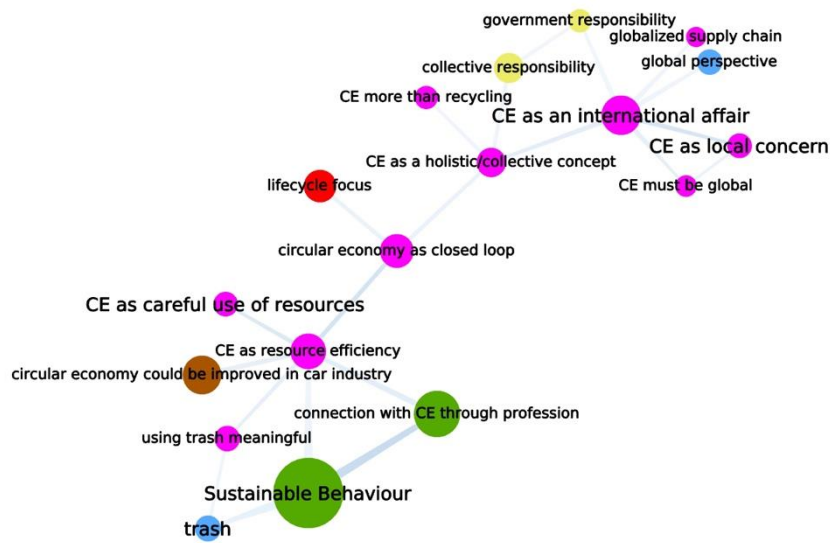 government responsibility
globalized supply chain
global perspective
collective responsibility
CE more than recycling
CE as an international affair
CE as local concern
CE as a holistic/collective concept
CE must be global
lifecycle focus
circular economy as closed loop
CE as careful use of resources
CE as resource efficiency
circular economy could be improved in car industry
connection with CE through profession
using trash meaningful
Sustainable Behaviour
trash